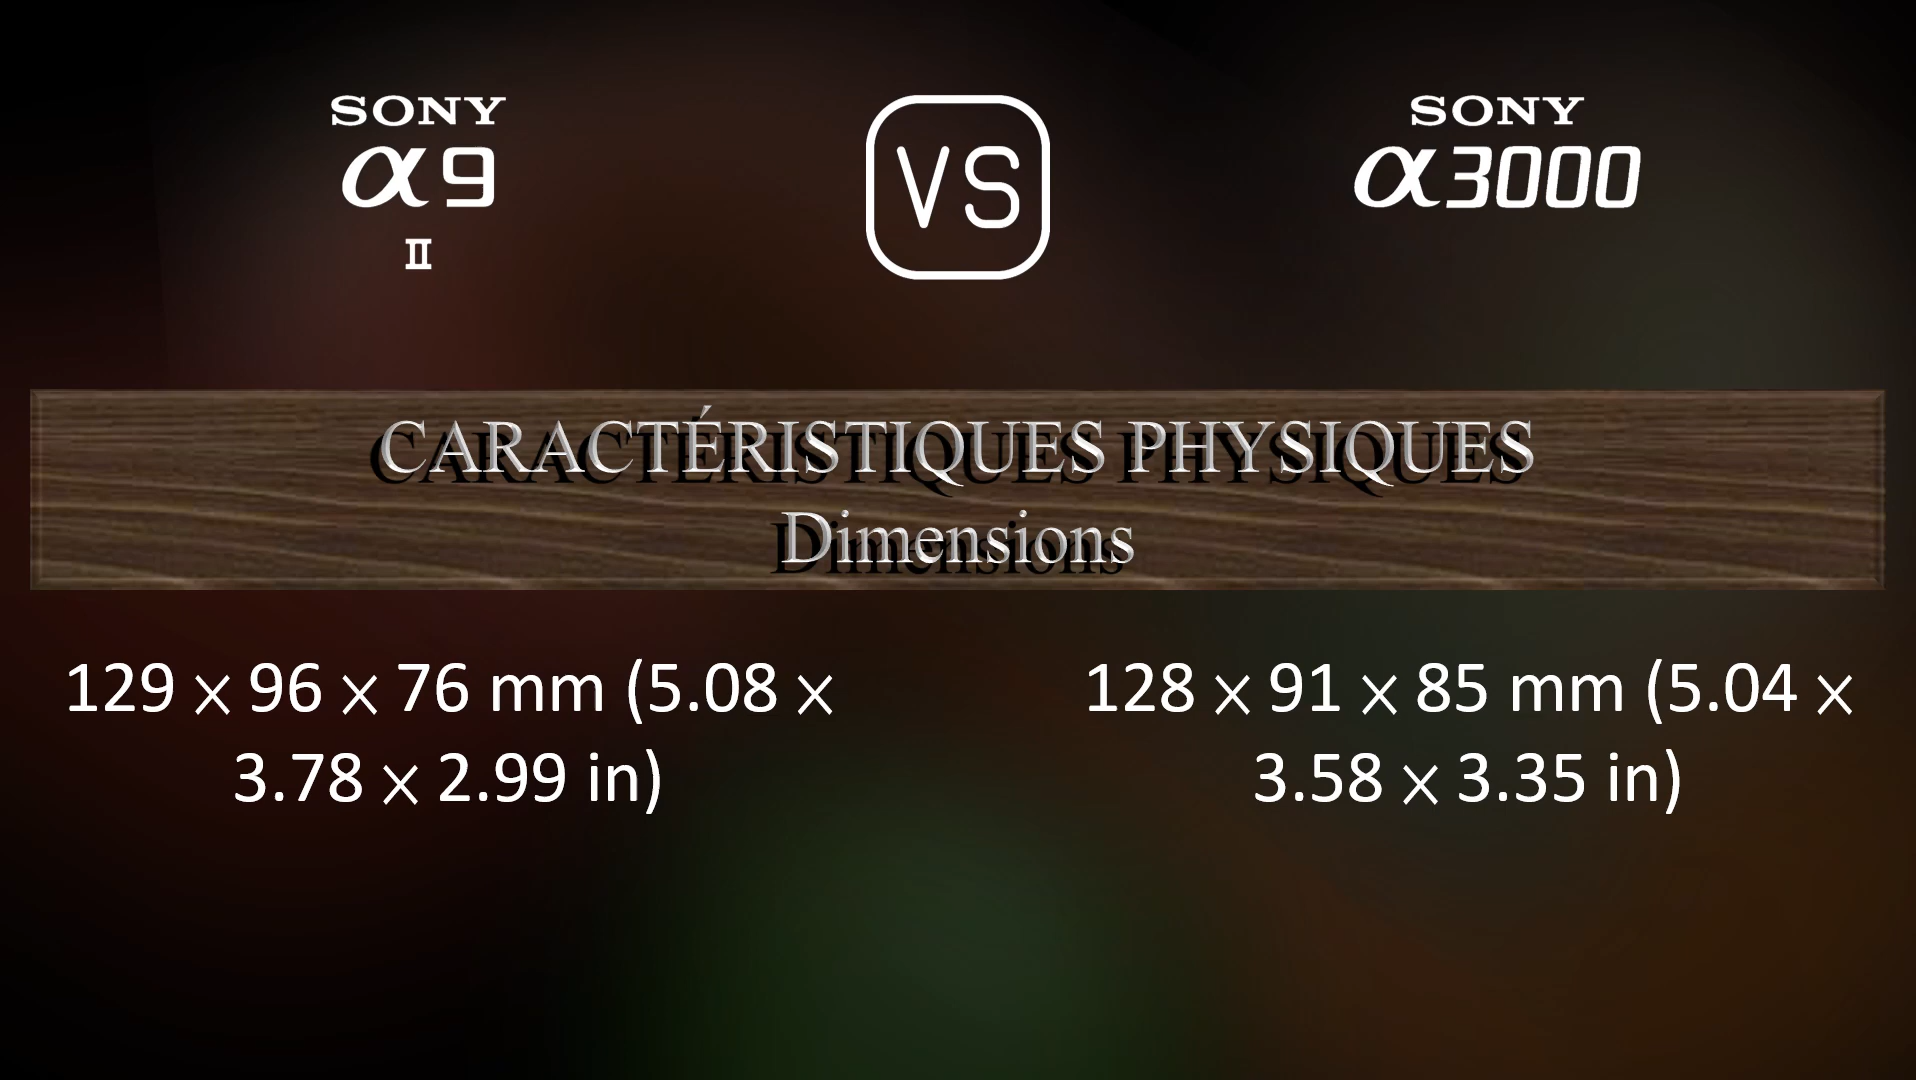 SONY
α9
II
VS
SONY
α3000
CARACTÉRISTIQUES PHYSIQUES
Dimensions
129 x 96 x 76 mm (5.08 x
3.78 x 2.99 in)
128 x 91 x 85 mm (5.04 x
3.58 x 3.35 in)